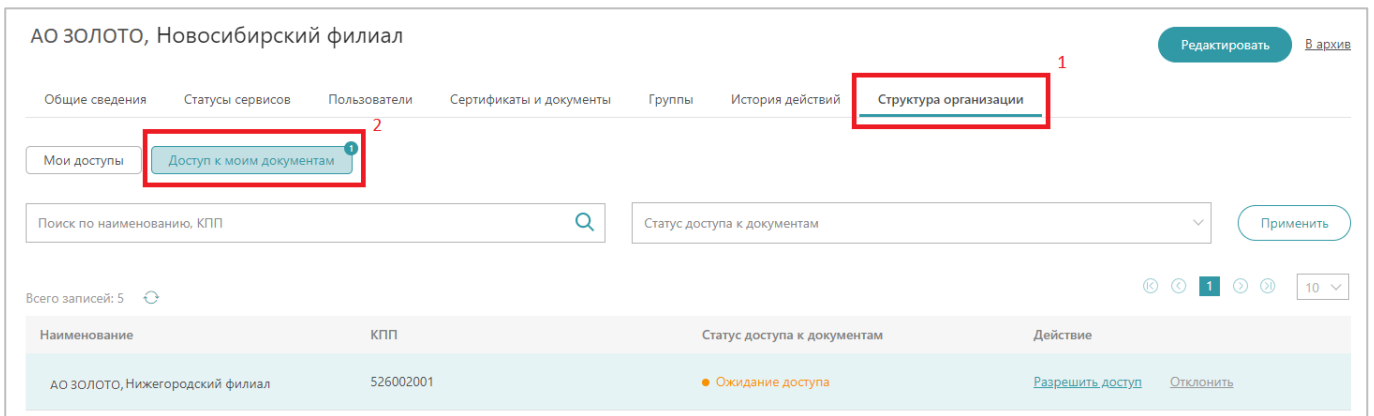 АО ЗОЛОТО, Новосибирский филиал
Редактировать В архив
1
Общие сведения Статусы сервисов Пользователи Сертификаты и документы Группы История действий Структура организации
2
Мои доступы Доступ к моим документам 1
Поиск по наименованию, КПП Статус доступа к документам Применить
Всего записей: 5 1 10
Наименование КПП Статус доступа к документам Действие
АО ЗОЛОТО, Нижегородский филиал 526002001 Ожидание доступа Разрешить доступ Отклонить